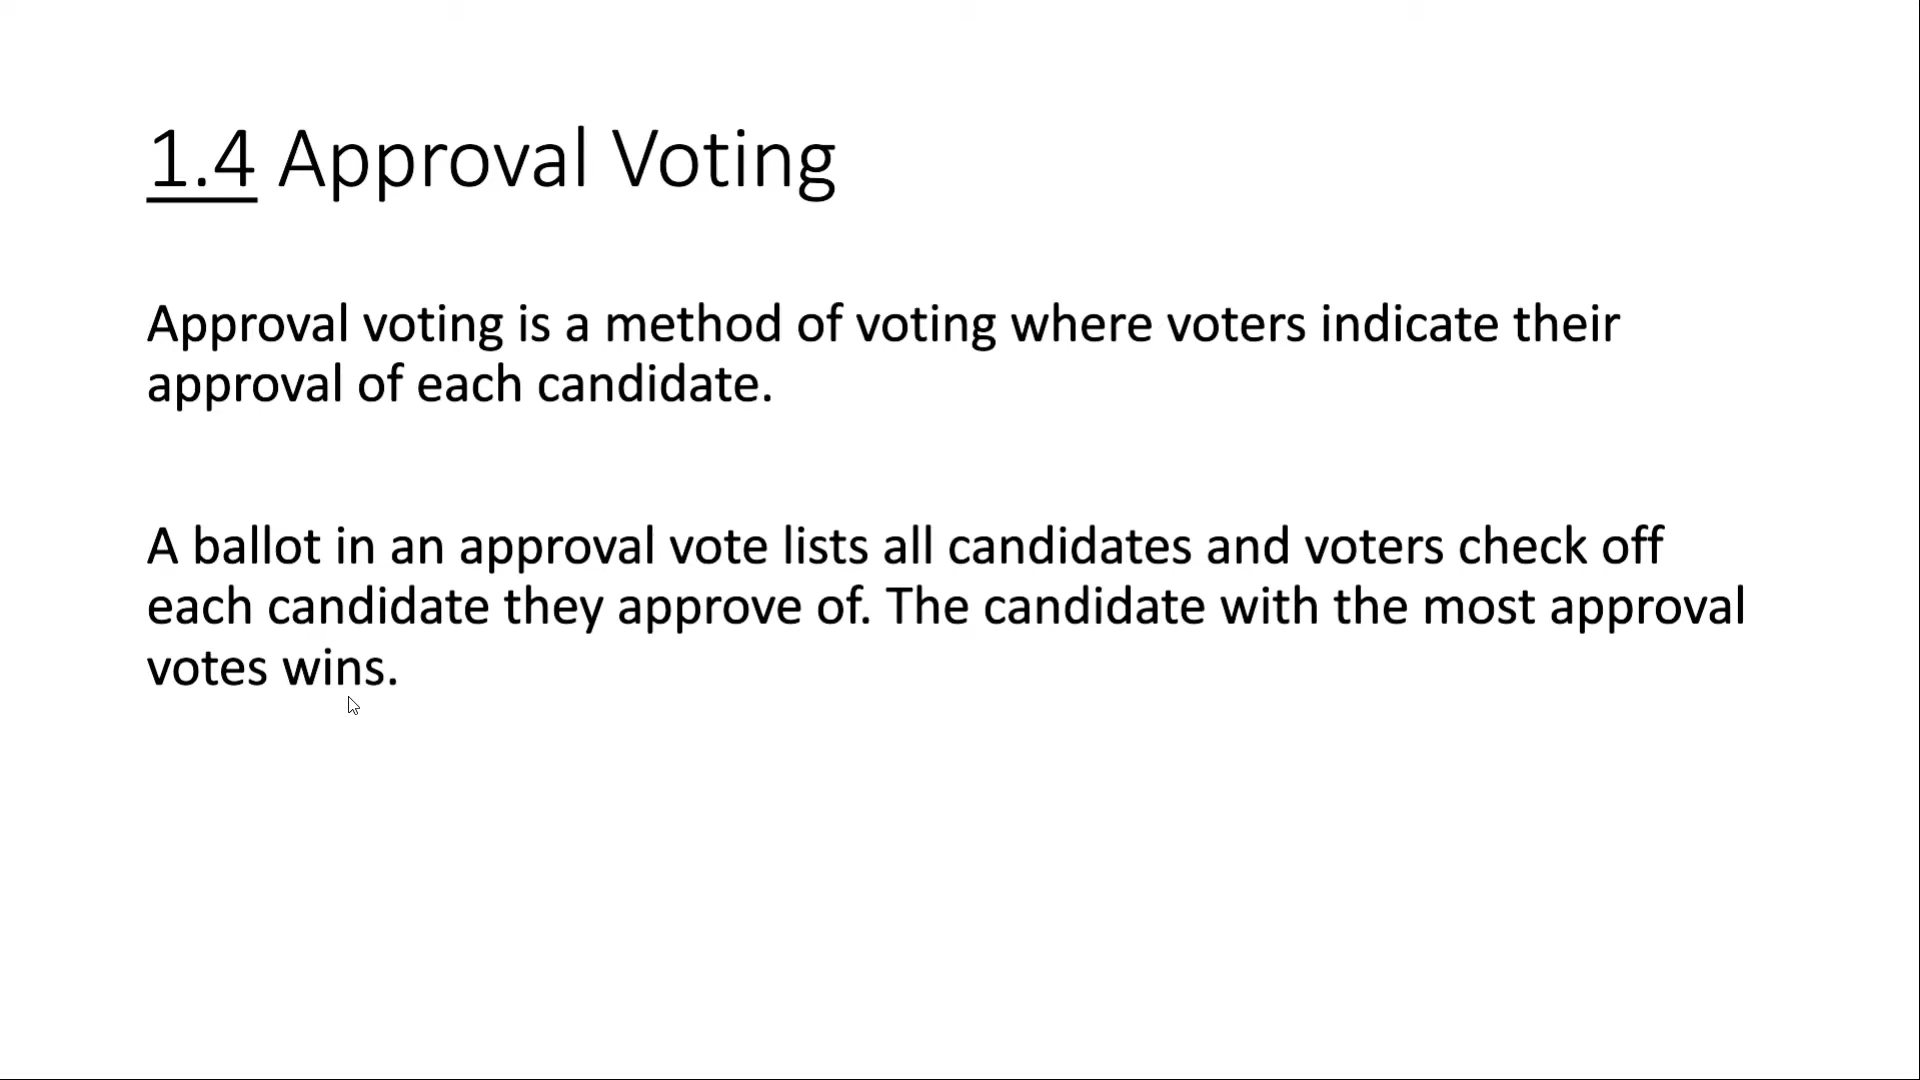 1.4 Approval Voting
Approval voting is a method of voting where voters indicate their
approval of each candidate.
A ballot in an approval vote lists all candidates and voters check off
each candidate they approve of. The candidate with the most approval
votes wins.